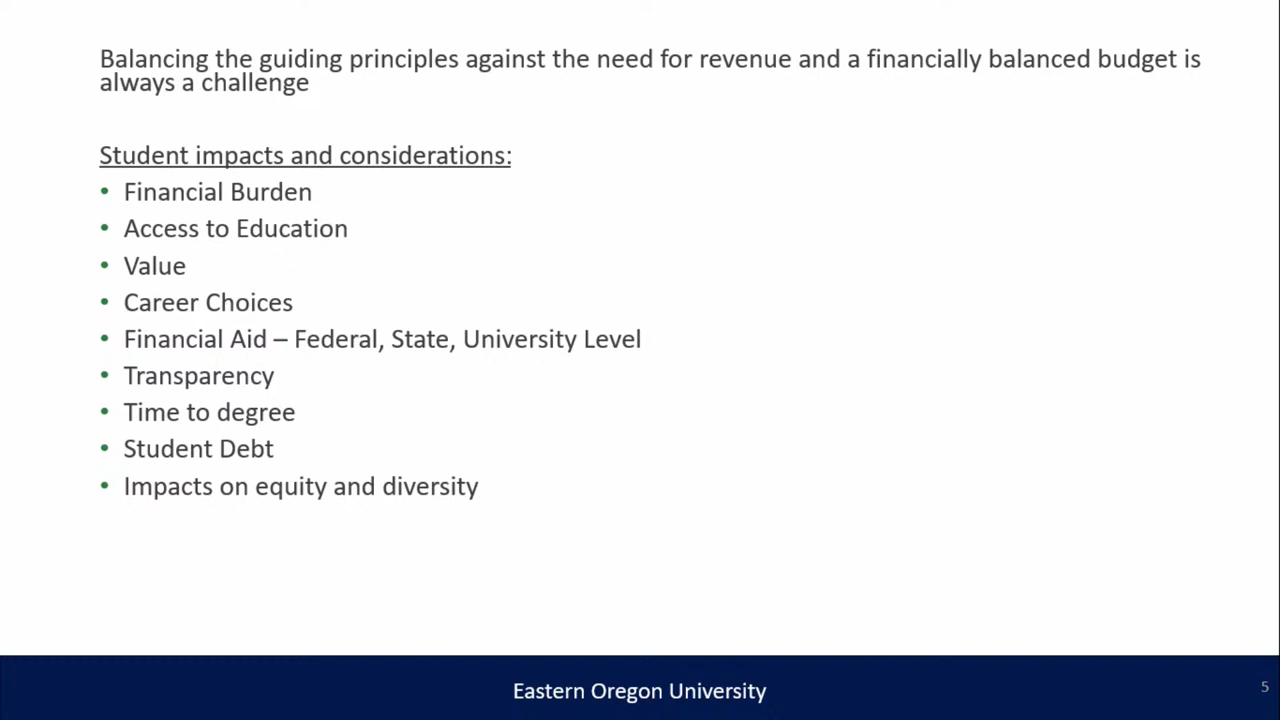 Balancing the guiding principles against the need for revenue and a financially balanced budget is
always a challenge
Student impacts and considerations:
• Financial Burden
• Access to Education
• Value
• Career Choices
• Financial Aid – Federal, State, University Level
• Transparency
• Time to degree
• Student Debt
• Impacts on equity and diversity
Eastern Oregon University
5